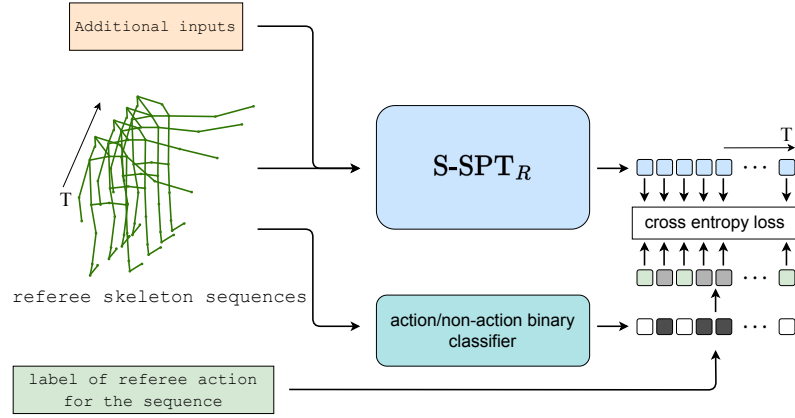 Additional inputs
T
referee skeleton sequences
S-SPT_R
T
···
cross entropy loss
···
action/non-action binary
classifier
···
label of referee action
for the sequence